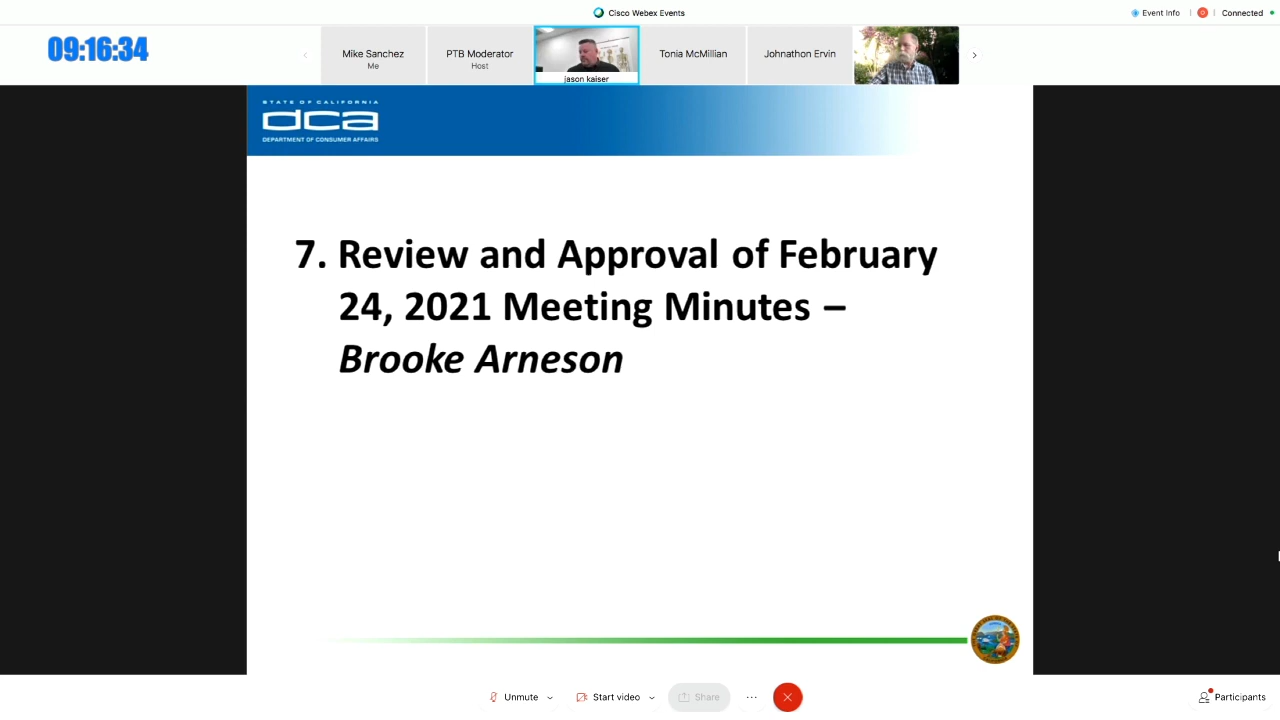 Cisco Webex Events
Event Info
Connected
09:16:34
Mike Sanchez
Me
PTB Moderator
Host
jason kaiser
Tonia McMillian
Johnathon Ervin
STATE OF CALIFORNIA
dca
DEPARTMENT OF CONSUMER AFFAIRS
7. Review and Approval of February
24, 2021 Meeting Minutes –
Brooke Arneson
Unmute
Start video
Share
Participants